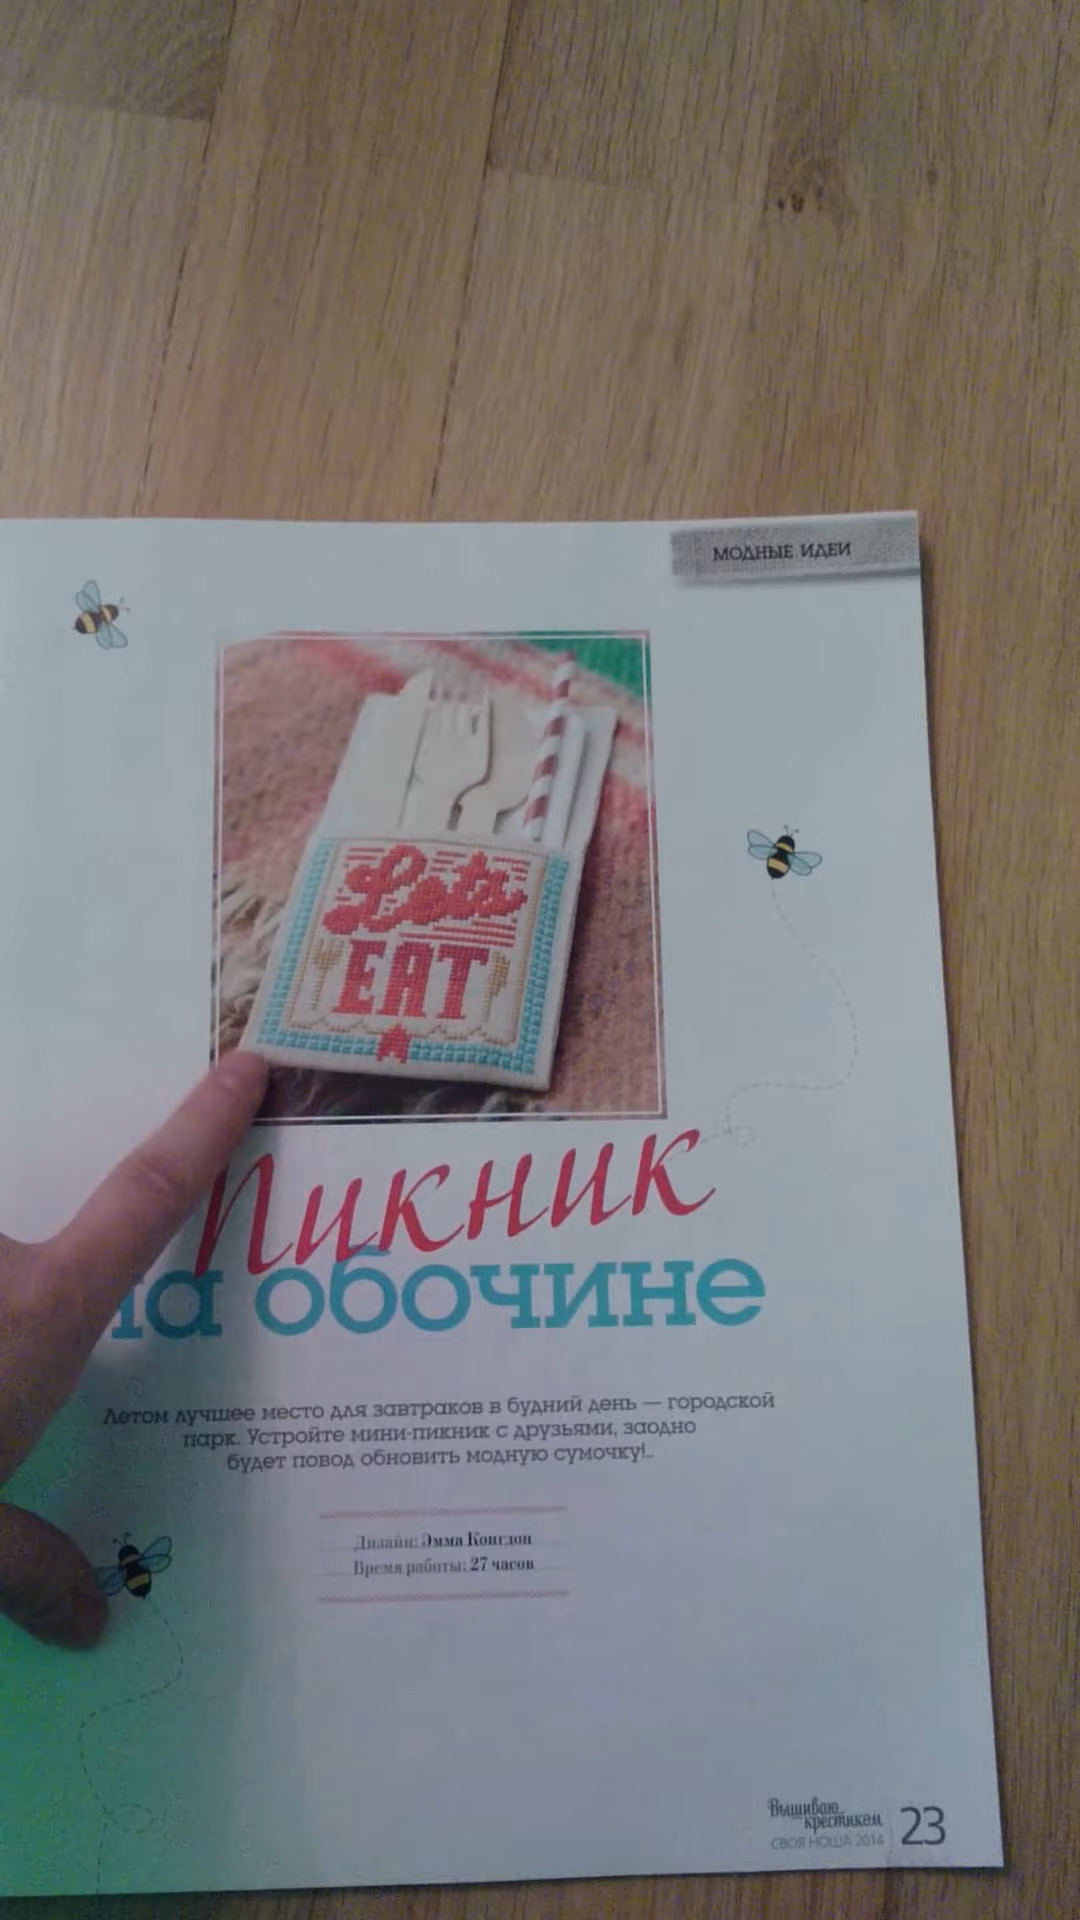 МОДНЫЕ ИДЕИ
Lets
EAT
Пикник
на обочине
Летом лучшее место для завтраков в будний день — городской
парк. Устройте мини-пикник с друзьями, заодно
будет повод обновить модную сумочку!..
Дизайн: Эмма Конгдон
Время работы: 27 часов
Вышиваю
крестиком
СВОЯ НОША 2014
23